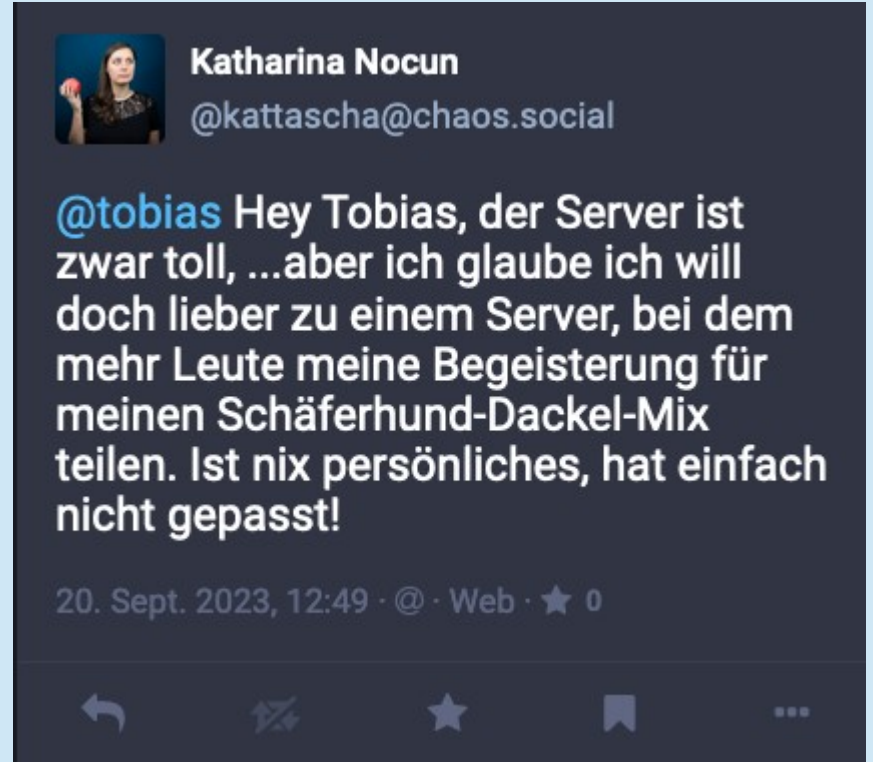 Katharina Nocun
@kattascha@chaos.social
@tobias Hey Tobias, der Server ist
zwar toll, ...aber ich glaube ich will
doch lieber zu einem Server, bei dem
mehr Leute meine Begeisterung für
meinen Schäferhund-Dackel-Mix
teilen. Ist nix persönliches, hat einfach
nicht gepasst!
20. Sept. 2023, 12:49 · @ · Web · ★ 0